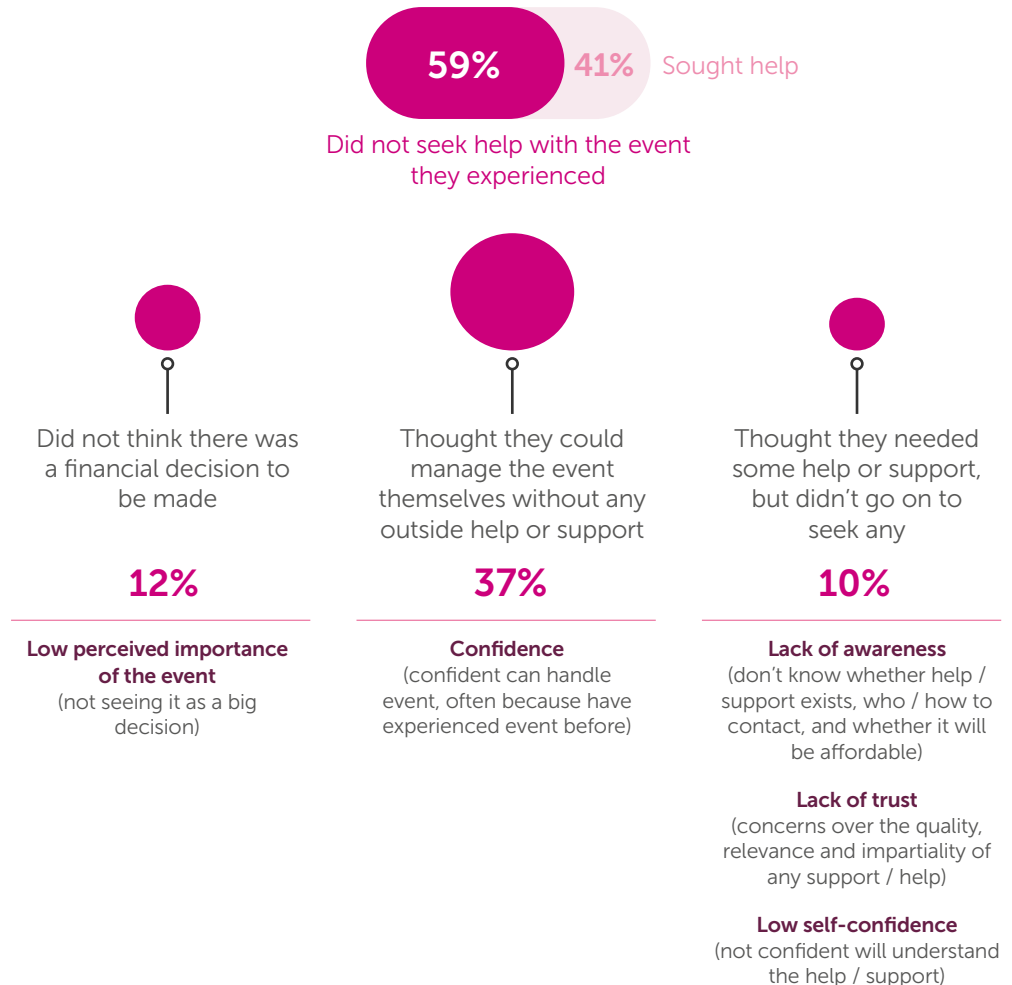 59%
41%
Sought help
Did not seek help with the event
they experienced
Did not think there was
a financial decision to
be made
12%
Low perceived importance
of the event
(not seeing it as a big
decision)
Thought they could
manage the event
themselves without any
outside help or support
37%
Confidence
(confident can handle
event, often because have
experienced event before)
Thought they needed
some help or support,
but didn't go on to
seek any
10%
Lack of awareness
(don't know whether help /
support exists, who / how to
contact, and whether it will
be affordable)
Lack of trust
(concerns over the quality,
relevance and impartiality of
any support / help)
Low self-confidence
(not confident will understand
the help / support)